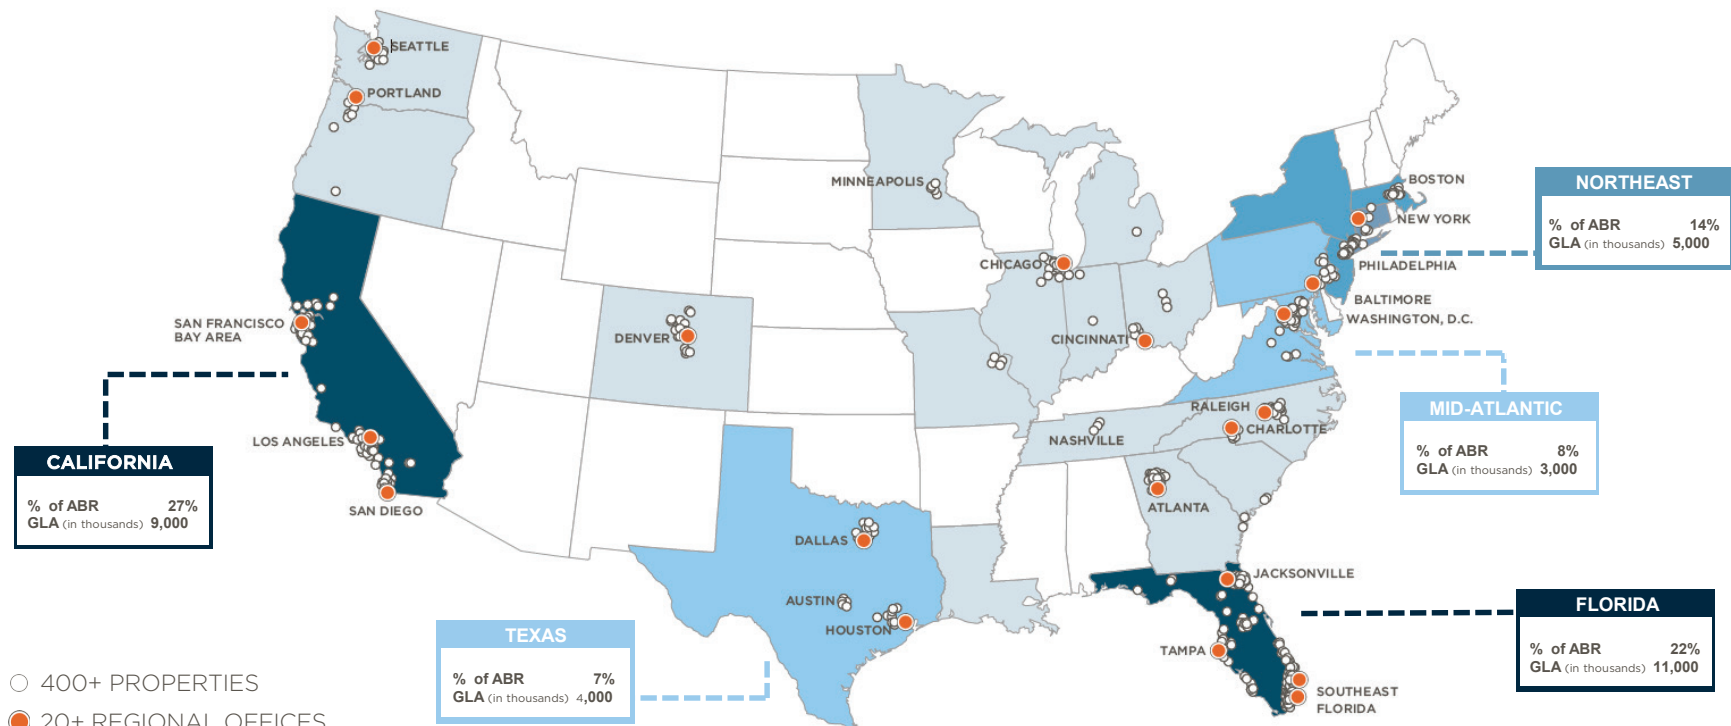 SEATTLE
PORTLAND
MINNEAPOLIS
BOSTON
NORTHEAST
% of ABR 14%
GLA (in thousands) 5,000
NEW YORK
CHICAGO
PHILADELPHIA
BALTIMORE
WASHINGTON, D.C.
SAN FRANCISCO
BAY AREA
DENVER
CINCINNATI
MID-ATLANTIC
% of ABR 8%
GLA (in thousands) 3,000
RALEIGH
CHARLOTTE
NASHVILLE
LOS ANGELES
CALIFORNIA
% of ABR 27%
GLA (in thousands) 9,000
SAN DIEGO
ATLANTA
DALLAS
JACKSONVILLE
AUSTIN
HOUSTON
FLORIDA
% of ABR 22%
GLA (in thousands) 11,000
TEXAS
% of ABR 7%
GLA (in thousands) 4,000
TAMPA
SOUTHEAST
FLORIDA
400+ PROPERTIES
20+ REGIONAL OFFICES